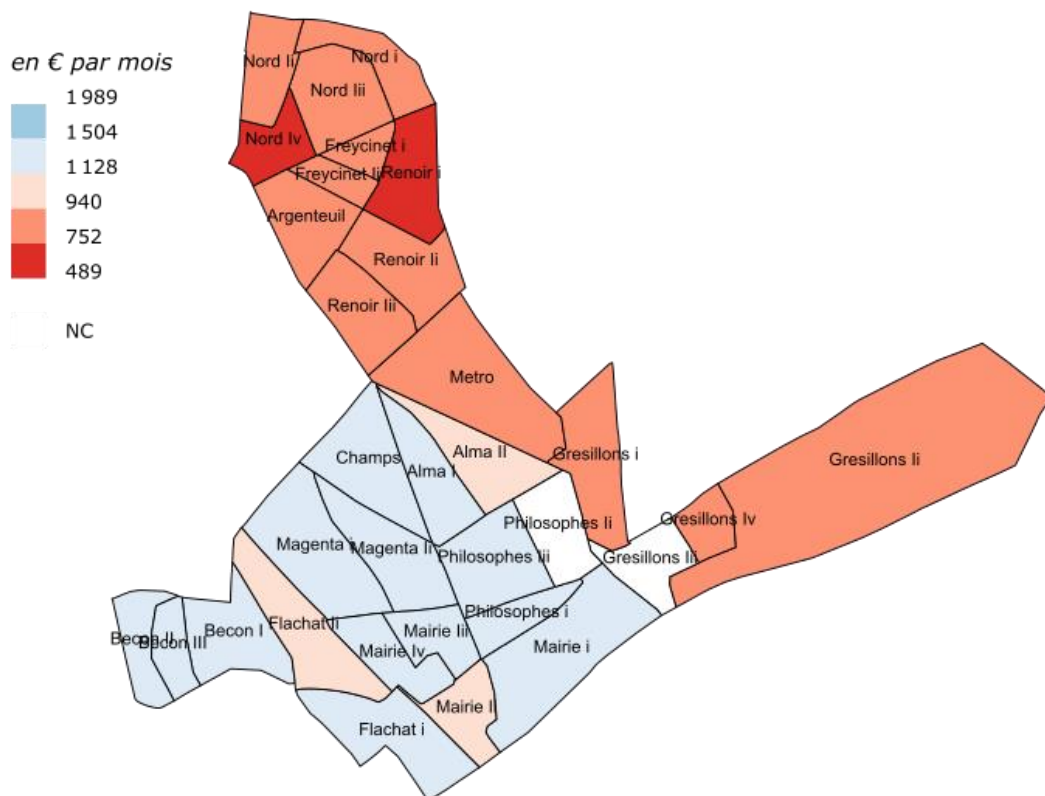 en € par mois
1 989
1 504
1 128
940
752
489
NC
Nord Ii
Nord i
Nord Iii
Nord Iv
Freycinet i
Freycinet Ii
Renoir i
Argenteuil
Renoir Ii
Renoir Iii
Metro
Champs
Alma I
Alma II
Gresillons i
Gresillons Ii
Gresillons Iv
Gresillons Iii
Philosophes Ii
Magenta i
Magenta Ii
Philosophes Iii
Philosophes i
Becon II
Becon III
Becon I
Flachat Ii
Mairie Iii
Mairie Iv
Mairie i
Mairie Ii
Flachat i